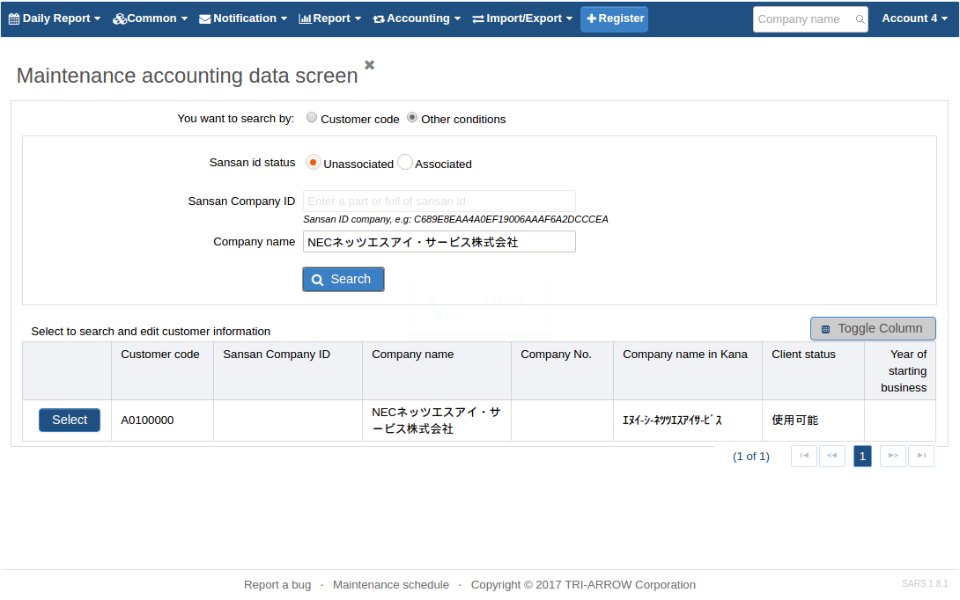 Daily Report Common Notification Report Accounting Import/Export Register Company name Account 4
Maintenance accounting data screen
You want to search by: Customer code Other conditions
Sansan id status Unassociated Associated
Sansan Company ID Enter a part or full of sansan id
Sansan ID company, e.g: C689E8EAA4A0EF19006AAAF6A2DCCCEA
Company name NECネッツエスアイ・サービス株式会社
Search
Select to search and edit customer information Toggle Column
Customer code Sansan Company ID Company name Company No. Company name in Kana Client status Year of
starting
business
Select A0100000 NECネッツエスアイ・サ ｴﾇｲ-ｼ-ﾈﾂﾂｴｽｱｲｻ-ﾋﾞｽ 使用可能
ービス株式会社
(1 of 1) 1
Report a bug · Maintenance schedule · Copyright © 2017 TRI-ARROW Corporation SARS 1.8.1